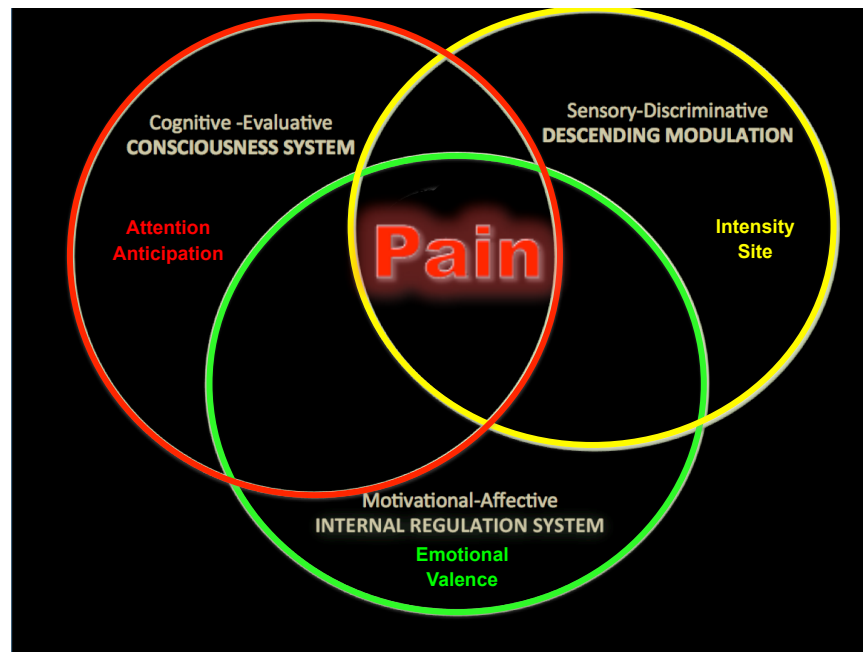 Cognitive -Evaluative
CONSCIOUSNESS SYSTEM
Attention
Anticipation
Sensory-Discriminative
DESCENDING MODULATION
Intensity
Site
Pain
Motivational-Affective
INTERNAL REGULATION SYSTEM
Emotional
Valence